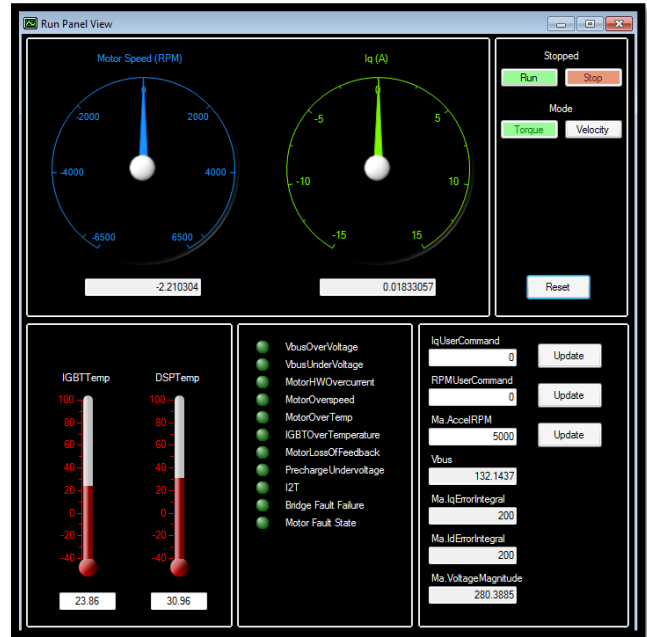 Run Panel View
Motor Speed (RPM)
0
-2000
2000
-4000
4000
-6500
6500
-2.210304
Iq (A)
0
-5
5
-10
10
-15
15
0.01833057
Stopped
Run
Stop
Mode
Torque
Velocity
Reset
IGBTTemp
100
80
60
40
20
0
-20
-40
23.86
DSPTemp
100
80
60
40
20
0
-20
-40
30.96
VbusOverVoltage
VbusUnderVoltage
MotorHWOvercurrent
MotorOverspeed
MotorOverTemp
IGBTOverTemperature
MotorLossOfFeedback
PrechargeUndervoltage
I2T
Bridge Fault Failure
Motor Fault State
IqUserCommand
0
Update
RPMUserCommand
0
Update
Ma.AccelRPM
5000
Update
Vbus
132.1437
Ma.IqErrorIntegral
200
Ma.IdErrorIntegral
200
Ma.VoltageMagnitude
280.3885